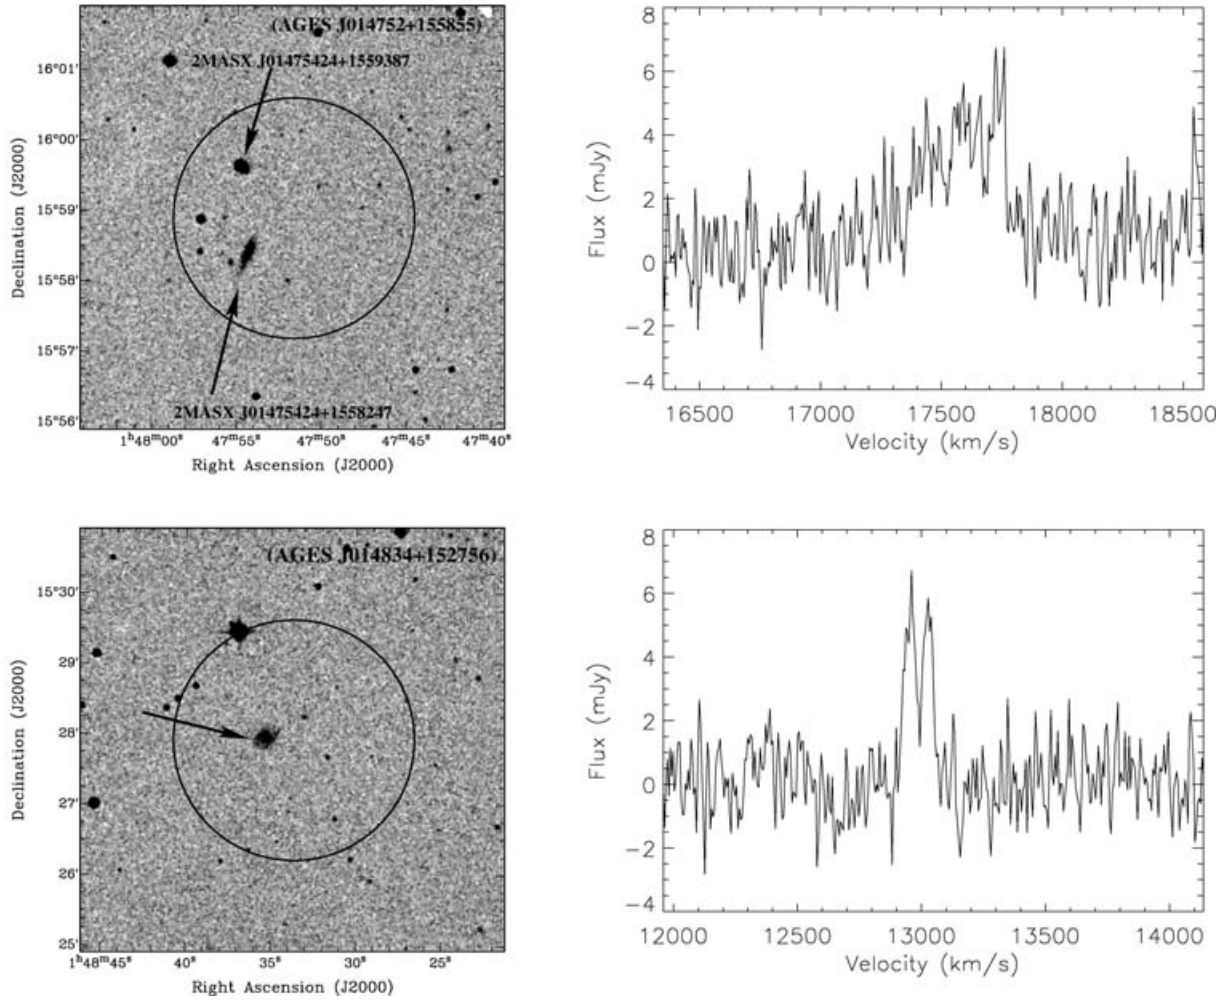 (AGES J014752+155855)
2MASX J01475424+1559387
2MASX J01475424+1558247
16°01'
16°00'
15°59'
15°58'
15°57'
15°56'
Declination (J2000)
1ʰ48ᵐ00ˢ 47ᵐ55ˢ 47ᵐ50ˢ 47ᵐ45ˢ 47ᵐ40ˢ
Right Ascension (J2000)
8
6
4
2
0
−2
−4
Flux (mJy)
16500 17000 17500 18000 18500
Velocity (km/s)
(AGES J014834+152756)
15°30'
29'
28'
27'
26'
25'
Declination (J2000)
1ʰ48ᵐ45ˢ 40ˢ 35ˢ 30ˢ 25ˢ
Right Ascension (J2000)
8
6
4
2
0
−2
−4
Flux (mJy)
12000 12500 13000 13500 14000
Velocity (km/s)